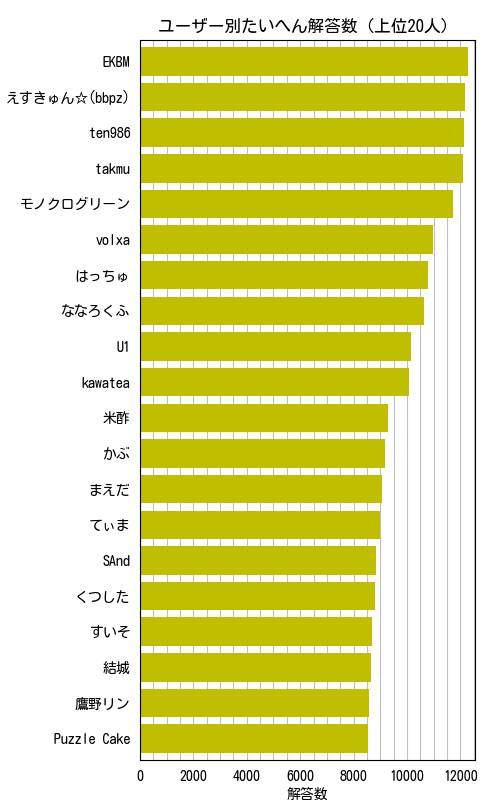 ユーザー別たいへん解答数（上位20人）
EKBM
えすきゅん☆(bbpz)
ten986
takmu
モノクログリーン
volxa
はっちゅ
ななろくふ
U1
kawatea
米酢
かぶ
まえだ
てぃま
SAnd
くつした
すいそ
結城
鷹野リン
Puzzle Cake
0 2000 4000 6000 8000 10000 12000
解答数